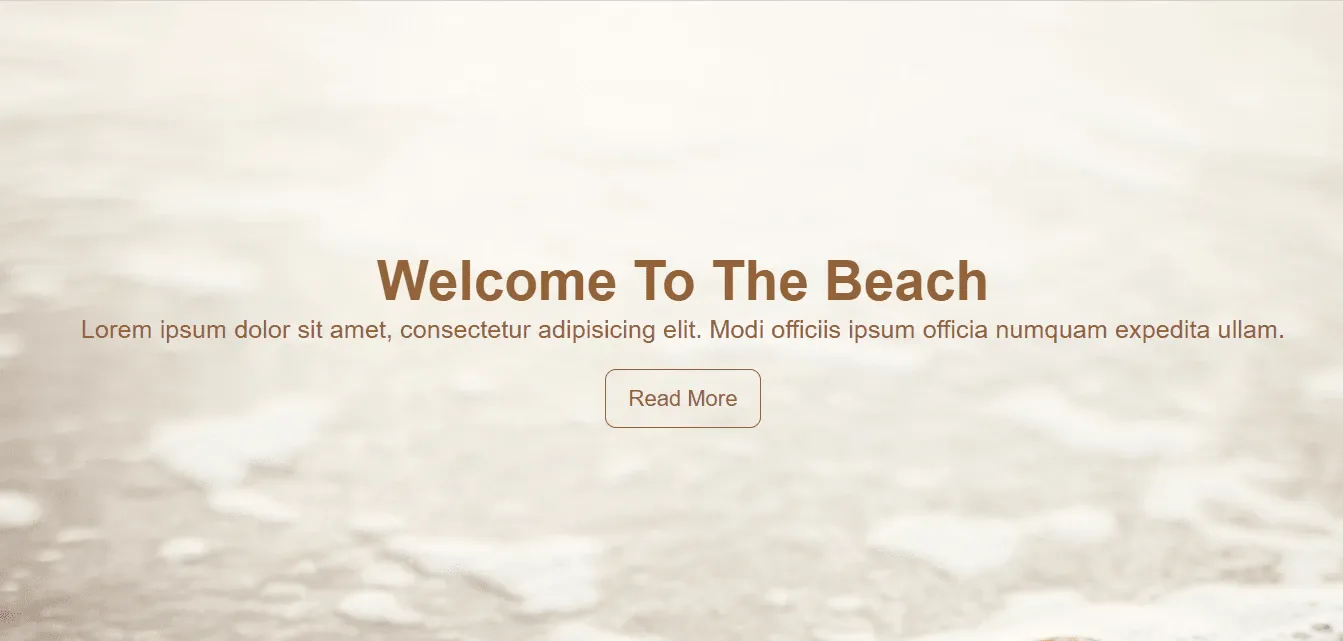 Welcome To The Beach
Lorem ipsum dolor sit amet, consectetur adipisicing elit. Modi officiis ipsum officia numquam expedita ullam.
Read More